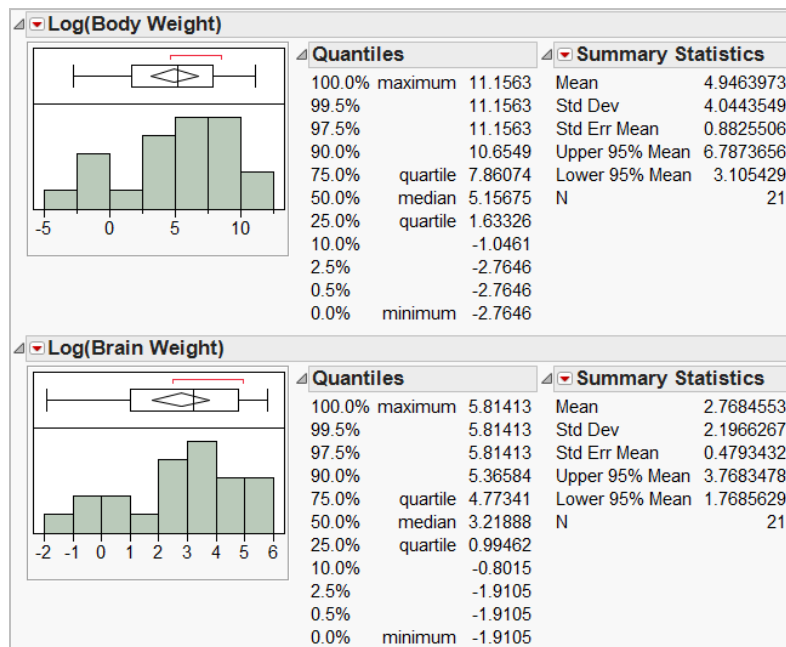 Log(Body Weight)
-5 0 5 10
Quantiles
100.0% maximum 11.1563
99.5% 11.1563
97.5% 11.1563
90.0% 10.6549
75.0% quartile 7.86074
50.0% median 5.15675
25.0% quartile 1.63326
10.0% -1.0461
2.5% -2.7646
0.5% -2.7646
0.0% minimum -2.7646
Summary Statistics
Mean 4.9463973
Std Dev 4.0443549
Std Err Mean 0.8825506
Upper 95% Mean 6.7873656
Lower 95% Mean 3.105429
N 21
Log(Brain Weight)
-2 -1 0 1 2 3 4 5 6
Quantiles
100.0% maximum 5.81413
99.5% 5.81413
97.5% 5.81413
90.0% 5.36584
75.0% quartile 4.77341
50.0% median 3.21888
25.0% quartile 0.99462
10.0% -0.8015
2.5% -1.9105
0.5% -1.9105
0.0% minimum -1.9105
Summary Statistics
Mean 2.7684553
Std Dev 2.1966267
Std Err Mean 0.4793432
Upper 95% Mean 3.7683478
Lower 95% Mean 1.7685629
N 21